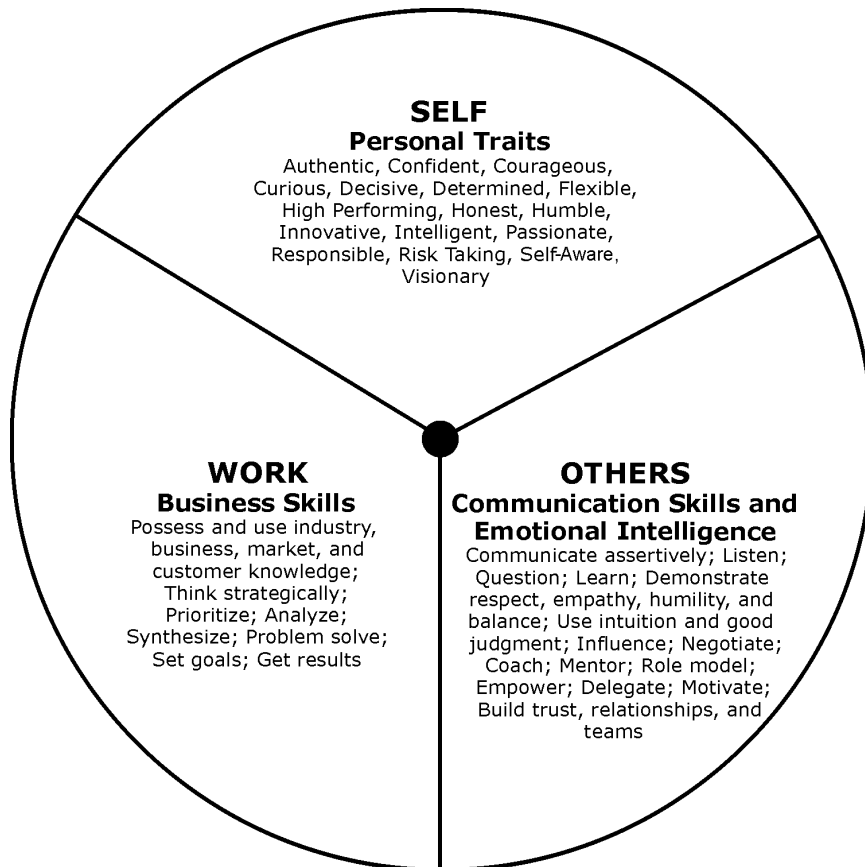 SELF
Personal Traits
Authentic, Confident, Courageous,
Curious, Decisive, Determined, Flexible,
High Performing, Honest, Humble,
Innovative, Intelligent, Passionate,
Responsible, Risk Taking, Self-Aware,
Visionary
WORK
Business Skills
Possess and use industry,
business, market, and
customer knowledge;
Think strategically;
Prioritize; Analyze;
Synthesize; Problem solve;
Set goals; Get results
OTHERS
Communication Skills and
Emotional Intelligence
Communicate assertively; Listen;
Question; Learn; Demonstrate
respect, empathy, humility, and
balance; Use intuition and good
judgment; Influence; Negotiate;
Coach; Mentor; Role model;
Empower; Delegate; Motivate;
Build trust, relationships, and
teams